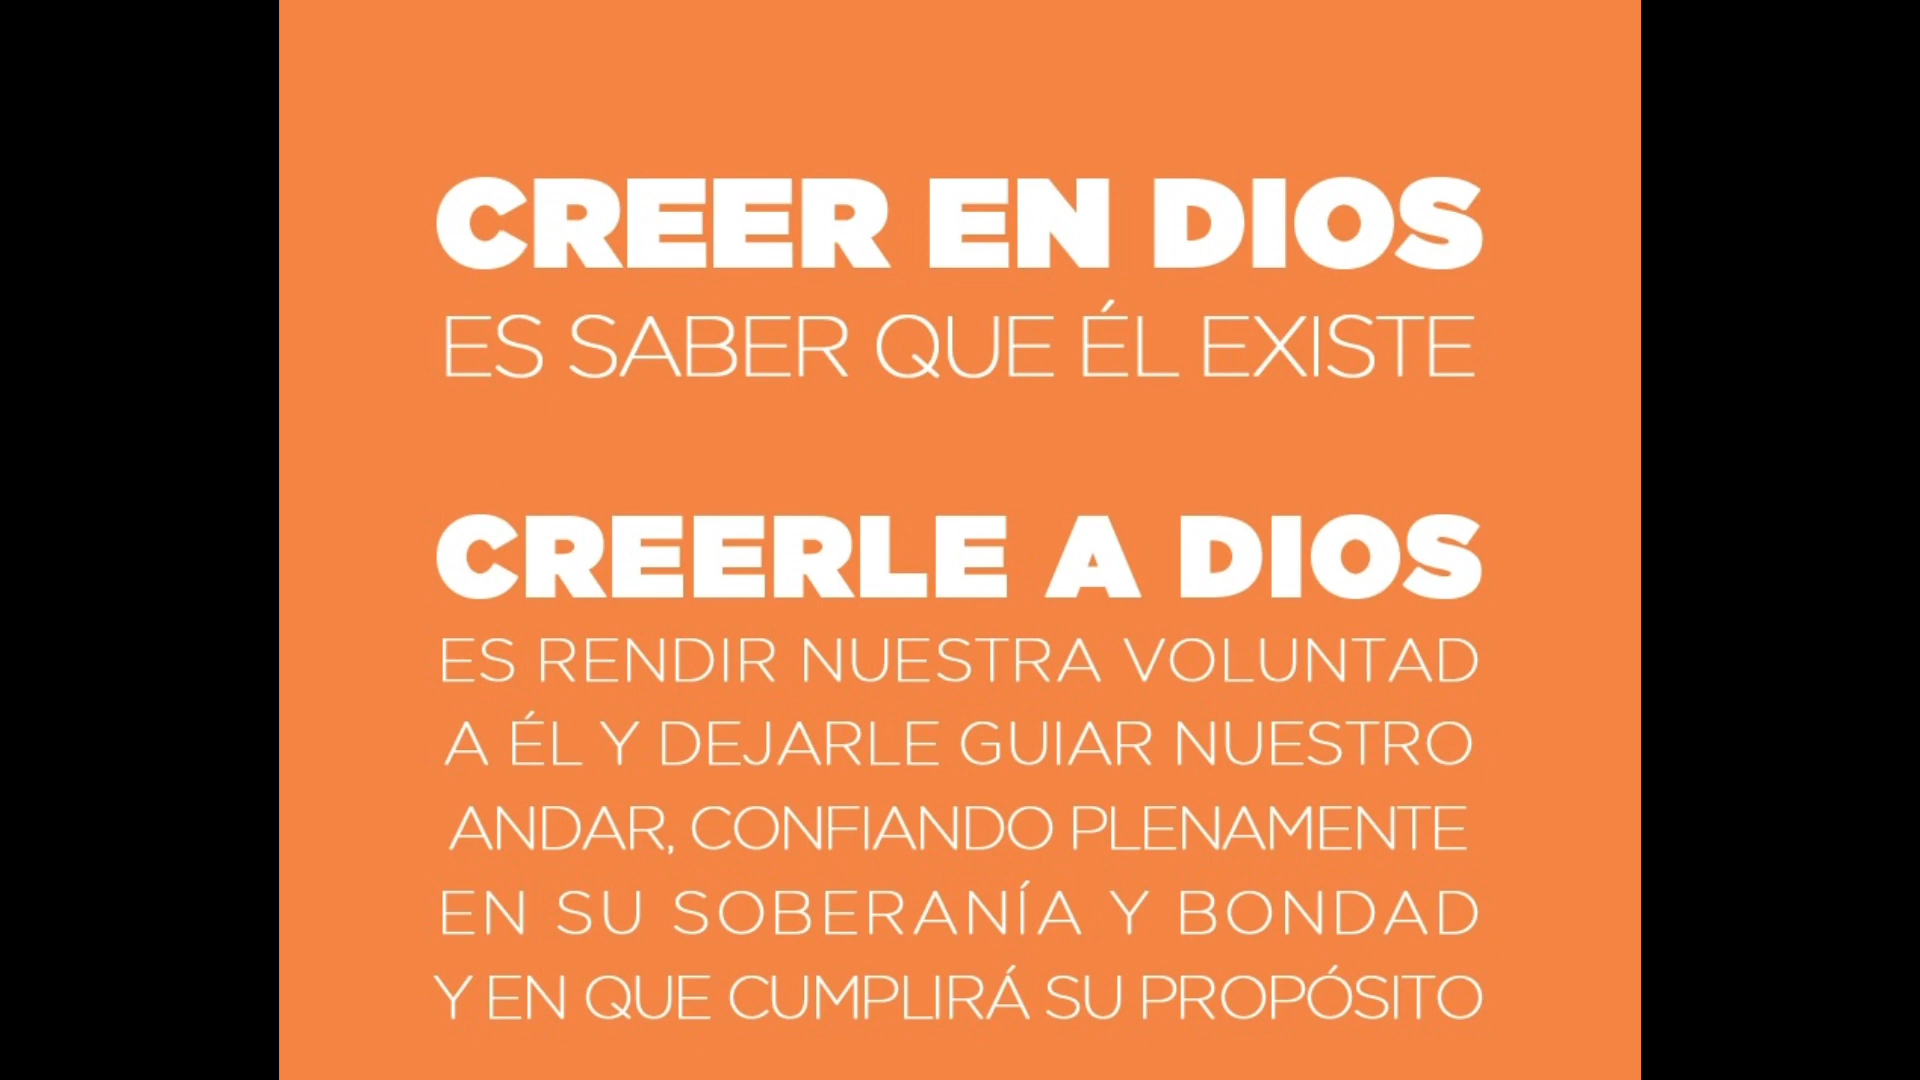 CREER EN DIOS
ES SABER QUE ÉL EXISTE
CREERLE A DIOS
ES RENDIR NUESTRA VOLUNTAD
A ÉL Y DEJARLE GUIAR NUESTRO
ANDAR, CONFIANDO PLENAMENTE
EN SU SOBERANÍA Y BONDAD
Y EN QUE CUMPLIRÁ SU PROPÓSITO